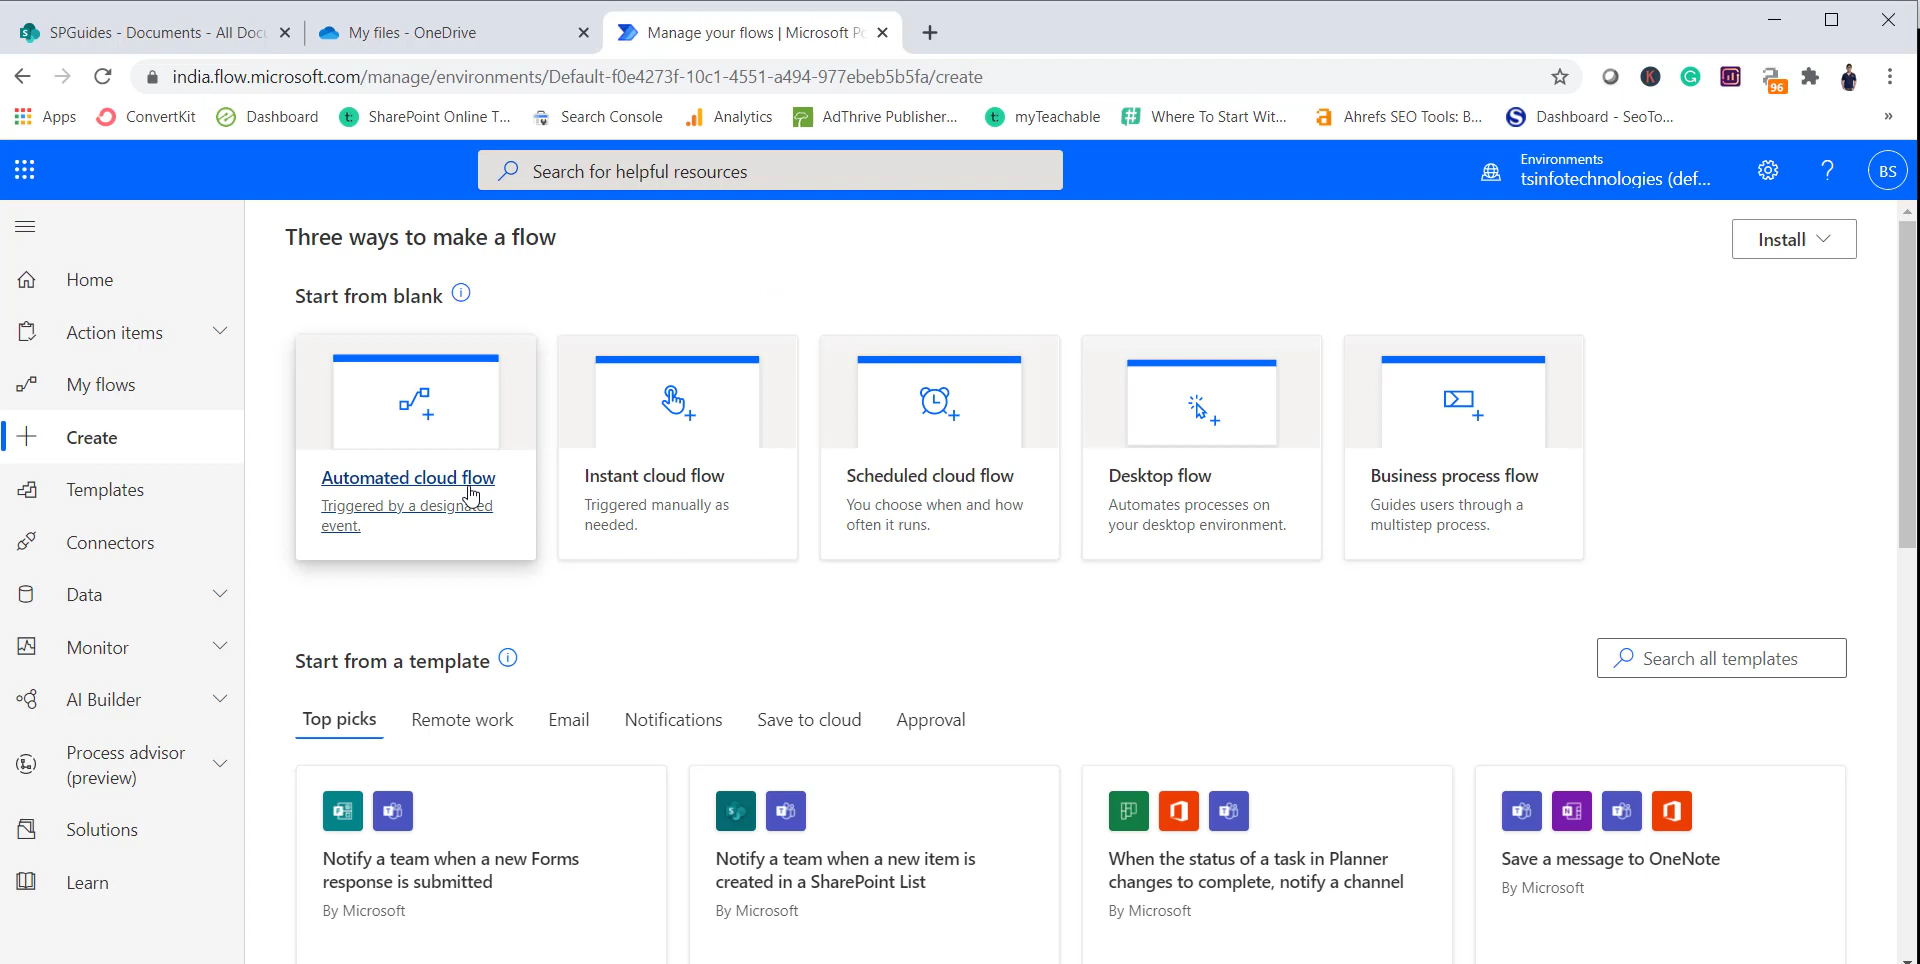 SPGuides - Documents - All Doc
My files - OneDrive
Manage your flows | Microsoft Po
india.flow.microsoft.com/manage/environments/Default-f0e4273f-10c1-4551-a494-977ebeb5b5fa/create
96
Apps
ConvertKit
Dashboard
SharePoint Online T...
Search Console
Analytics
AdThrive Publisher...
myTeachable
Where To Start Wit...
Ahrefs SEO Tools: B...
Dashboard - SeoTo...
»
Search for helpful resources
Environments
tsinfotechnologies (def...
?
BS
Three ways to make a flow
Install
Home
Action items
My flows
Create
Templates
Connectors
Data
Monitor
AI Builder
Process advisor
(preview)
Solutions
Learn
Start from blank
Automated cloud flow
Triggered by a designated
event.
Instant cloud flow
Triggered manually as
needed.
Scheduled cloud flow
You choose when and how
often it runs.
Desktop flow
Automates processes on
your desktop environment.
Business process flow
Guides users through a
multistep process.
Start from a template
Search all templates
Top picks
Remote work
Email
Notifications
Save to cloud
Approval
Notify a team when a new Forms
response is submitted
By Microsoft
Notify a team when a new item is
created in a SharePoint List
By Microsoft
When the status of a task in Planner
changes to complete, notify a channel
By Microsoft
Save a message to OneNote
By Microsoft